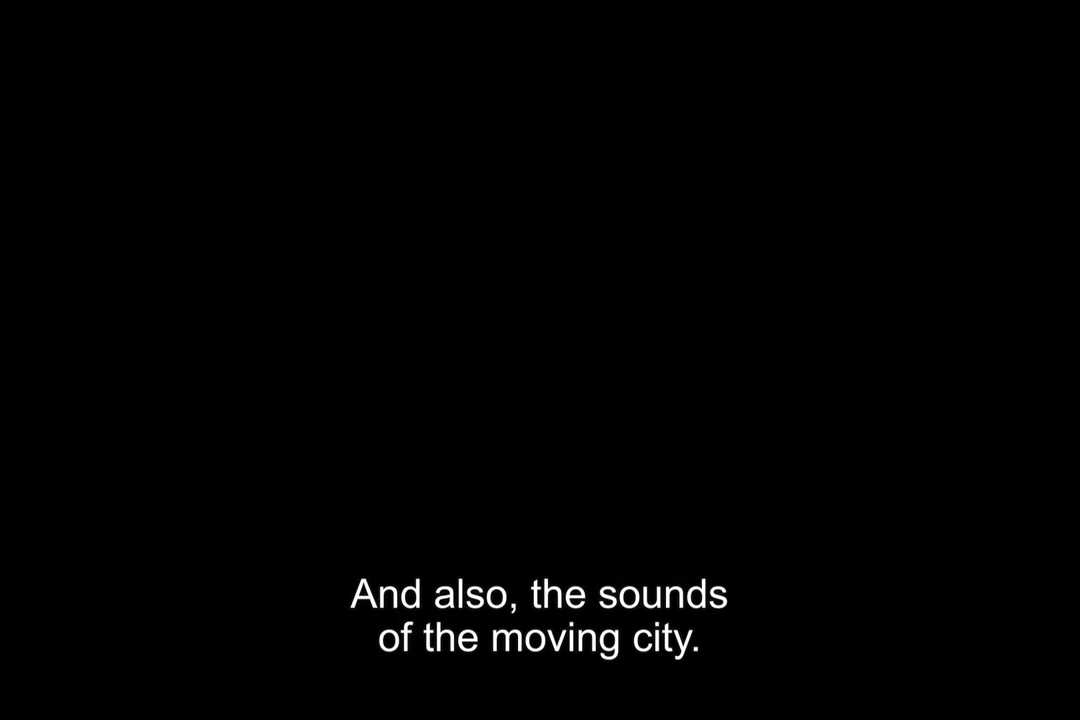 And also, the sounds
of the moving city.